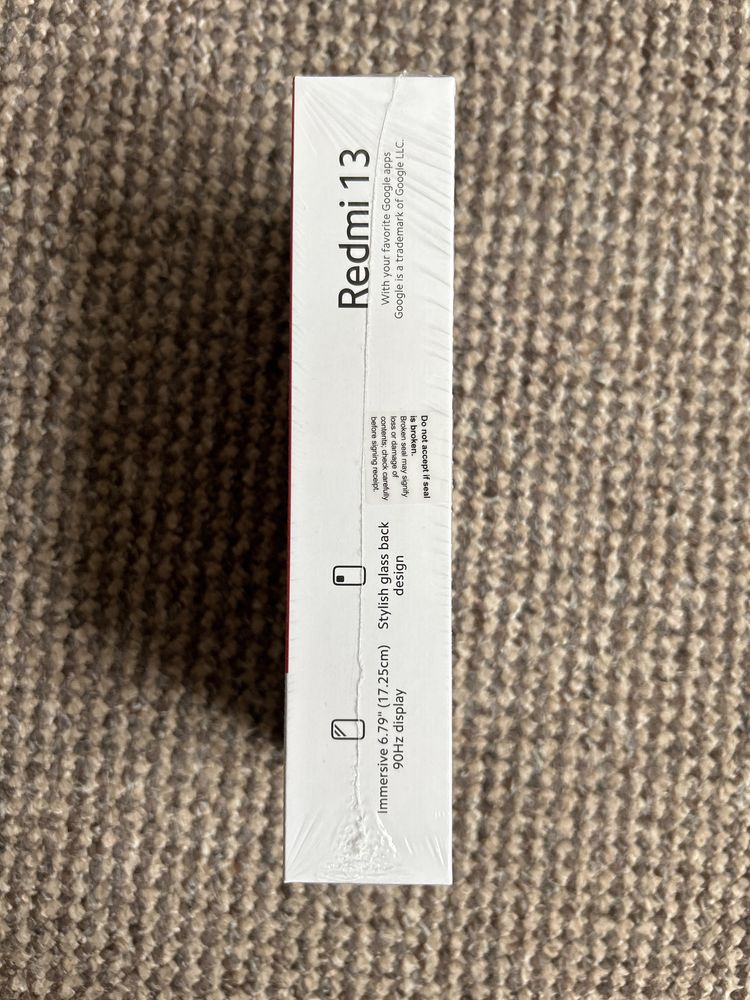 Redmi 13
With your favorite Google apps
Google is a trademark of Google LLC.
Do not accept if seal
is broken.
Broken seal may signify
loss or damage of
contents; check carefully
before signing receipt.
Stylish glass back
design
Immersive 6.79" (17.25cm)
90Hz display